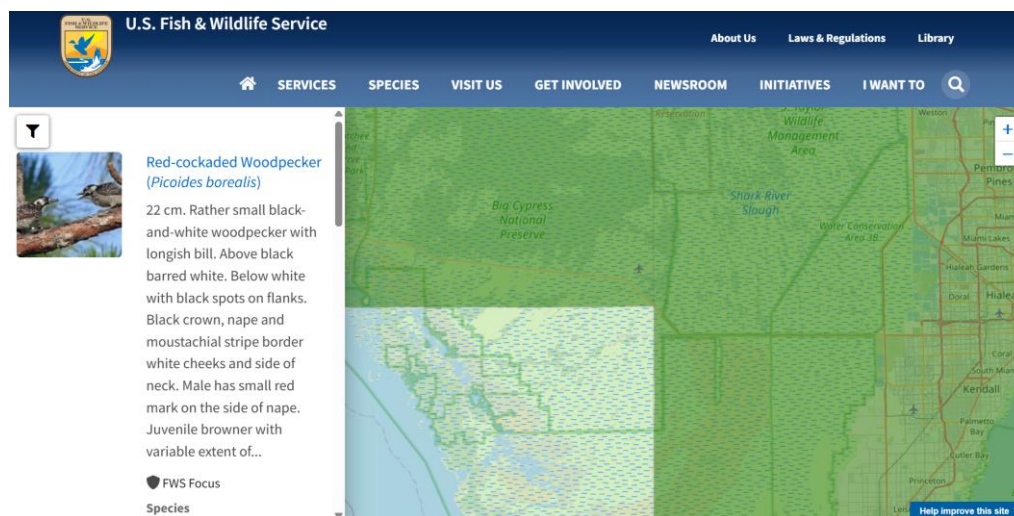 U.S. Fish & Wildlife Service
About Us Laws & Regulations Library
SERVICES SPECIES VISIT US GET INVOLVED NEWSROOM INITIATIVES I WANT TO
Red-cockaded Woodpecker
(Picoides borealis)
22 cm. Rather small black-
and-white woodpecker with
longish bill. Above black
barred white. Below white
with black spots on flanks.
Black crown, nape and
moustachial stripe border
white cheeks and side of
neck. Male has small red
mark on the side of nape.
Juvenile browner with
variable extent of...
FWS Focus
Species
Reservation
Wildlife
Management
Area
Weston
+
−
Pines
Big Cypress
National
Preserve
Shark River
Slough
Water Conservation
Area 3B
Miami Lakes
Hialeah Gardens
Doral
Kendall
Palmetto
Bay
Cutler Bay
Princeton
Help improve this site